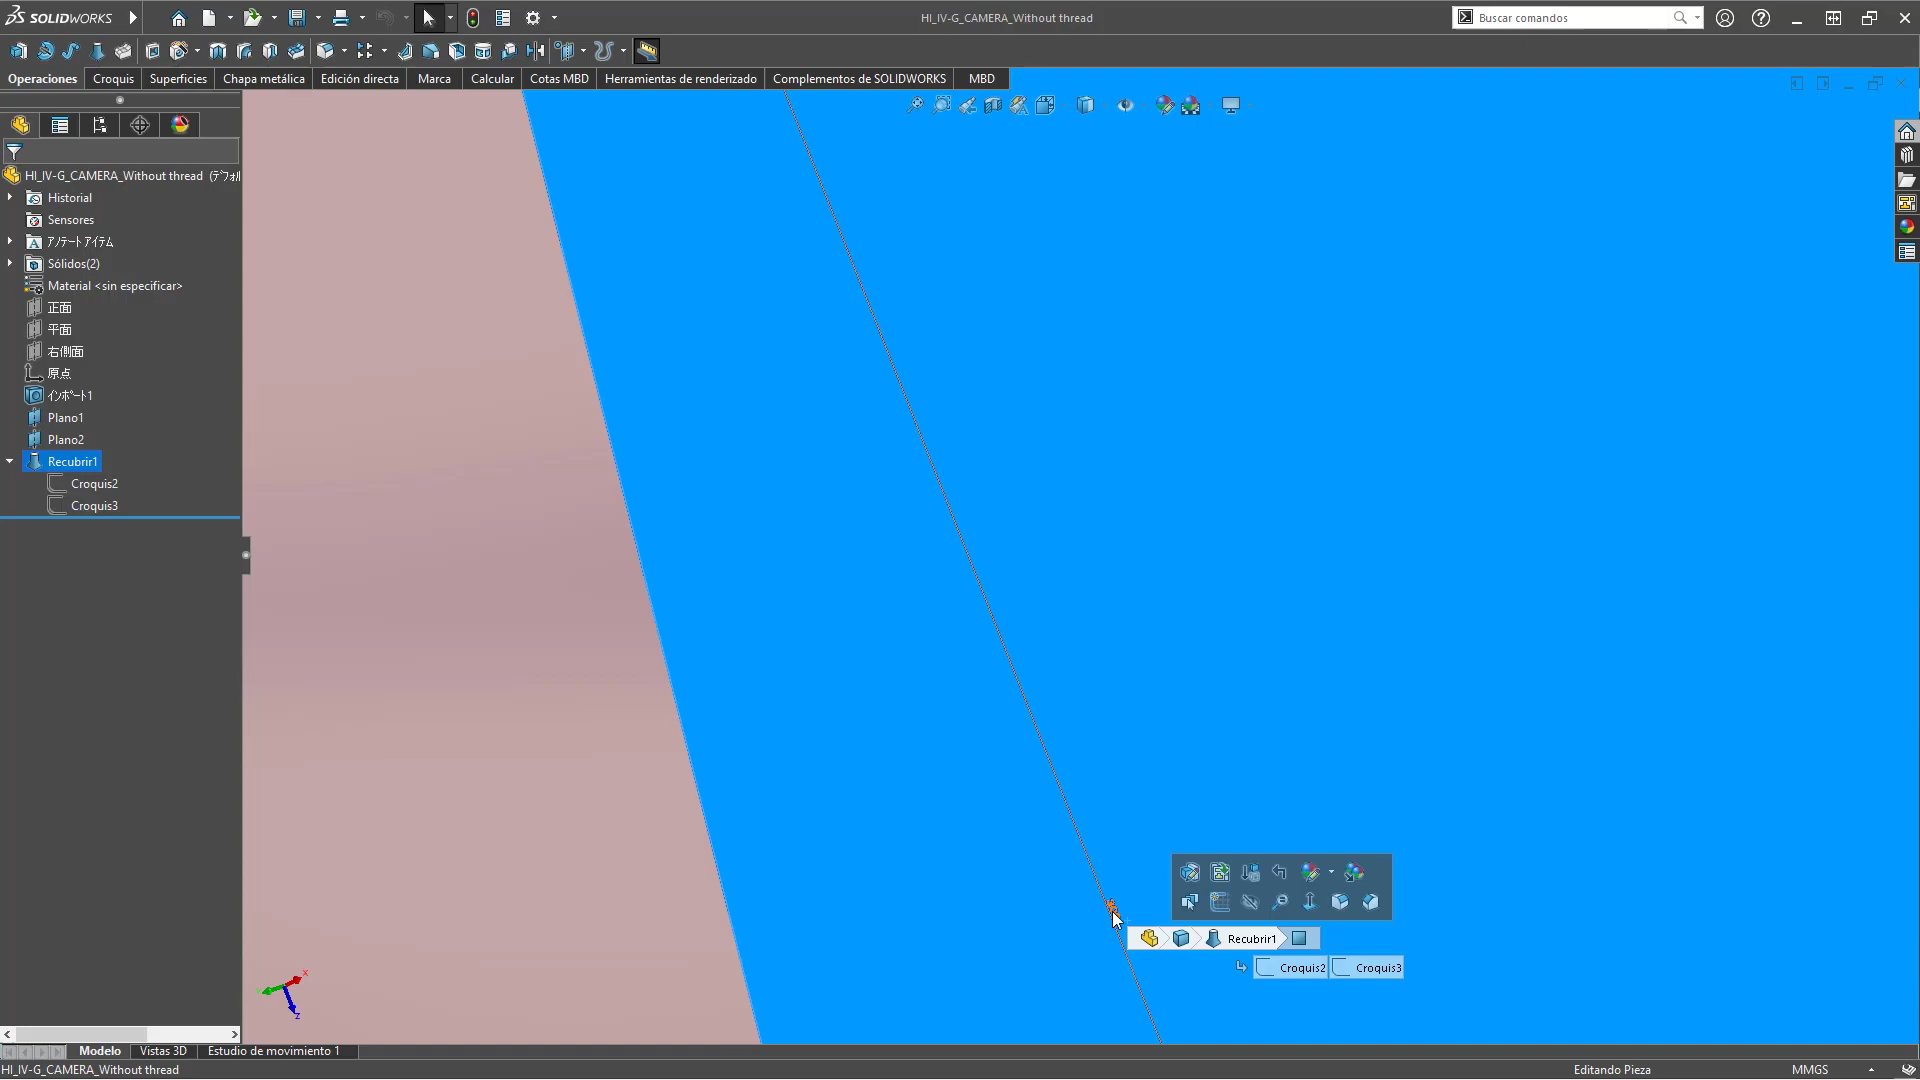 SOLIDWORKS
HI_IV-G_CAMERA_Without thread
Buscar comandos
Operaciones
Croquis
Superficies
Chapa metálica
Edición directa
Marca
Calcular
Cotas MBD
Herramientas de renderizado
Complementos de SOLIDWORKS
MBD
HI_IV-G_CAMERA_Without thread (ﾃﾞﾌｫﾙ
Historial
Sensores
ｱﾉﾃｰﾄ ｱｲﾃﾑ
Sólidos(2)
Material <sin especificar>
正面
平面
右側面
原点
ｲﾝﾎﾟｰﾄ1
Plano1
Plano2
Recubrir1
Croquis2
Croquis3
Recubrir1
Croquis2
Croquis3
X
Z
Modelo
Vistas 3D
Estudio de movimiento 1
HI_IV-G_CAMERA_Without thread
Editando Pieza
MMGS